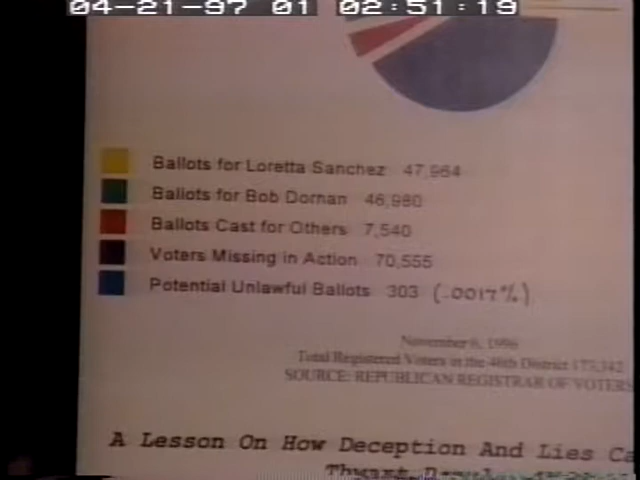 04-21-97 01 02:51:19
Ballots for Loretta Sanchez 47,964
Ballots for Bob Dornan 46,980
Ballots Cast for Others 7,540
Voters Missing in Action 70,555
Potential Unlawful Ballots 303 (.0017%)
November 6, 1996
Total Registered Voters in the 46th District 173,342
SOURCE: REPUBLICAN REGISTRAR OF VOTERS
A Lesson On How Deception And Lies Ca
Thwart